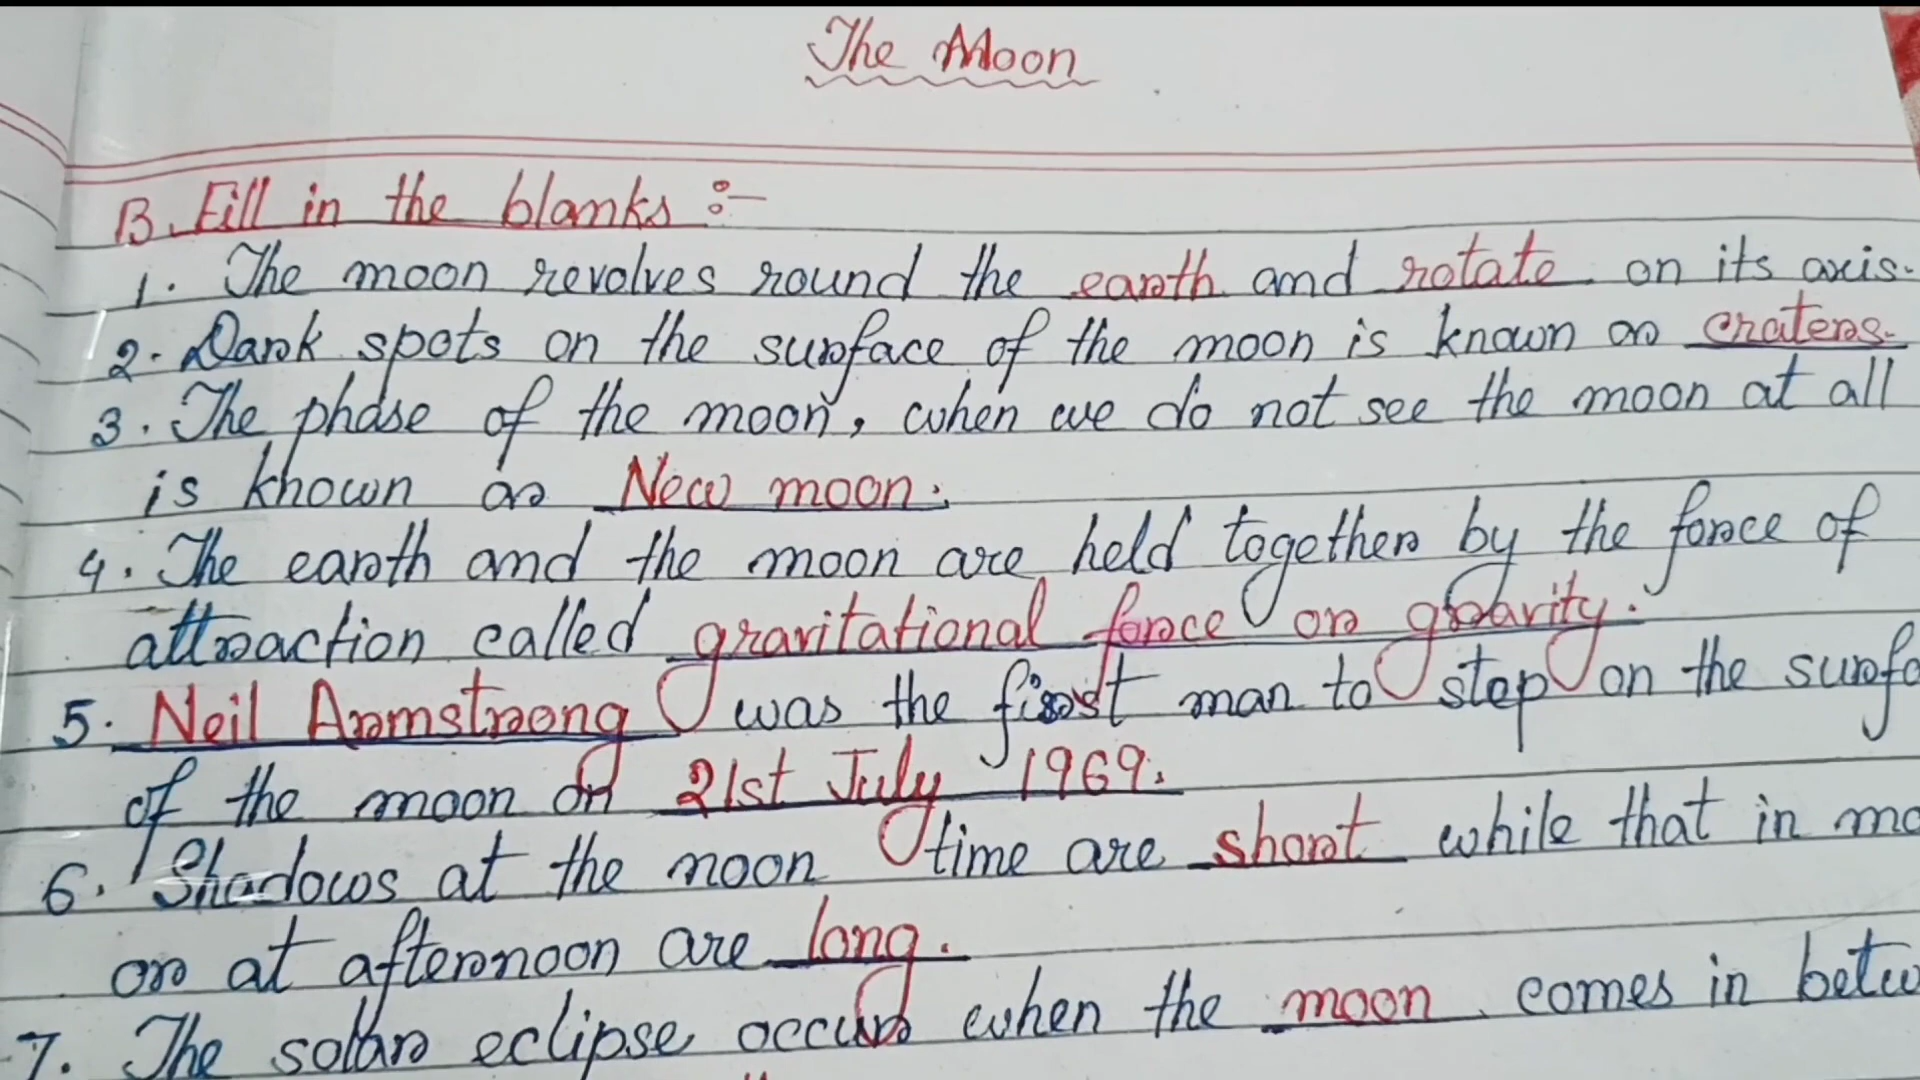 The Moon
B. Fill in the blanks :-
1. The moon revolves round the earth and rotate on its axis.
2. Dark spots on the surface of the moon is known as craters.
3. The phase of the moon, when we do not see the moon at all
is known as New moon.
4. The earth and the moon are held together by the force of
attraction called gravitational force or gravity.
5. Neil Armstrong was the first man to step on the surfa
of the moon on 21st July 1969.
6. Shadows at the noon time are short while that in mo
or at afternoon are long.
7. The solar eclipse occurs when the moon comes in betw